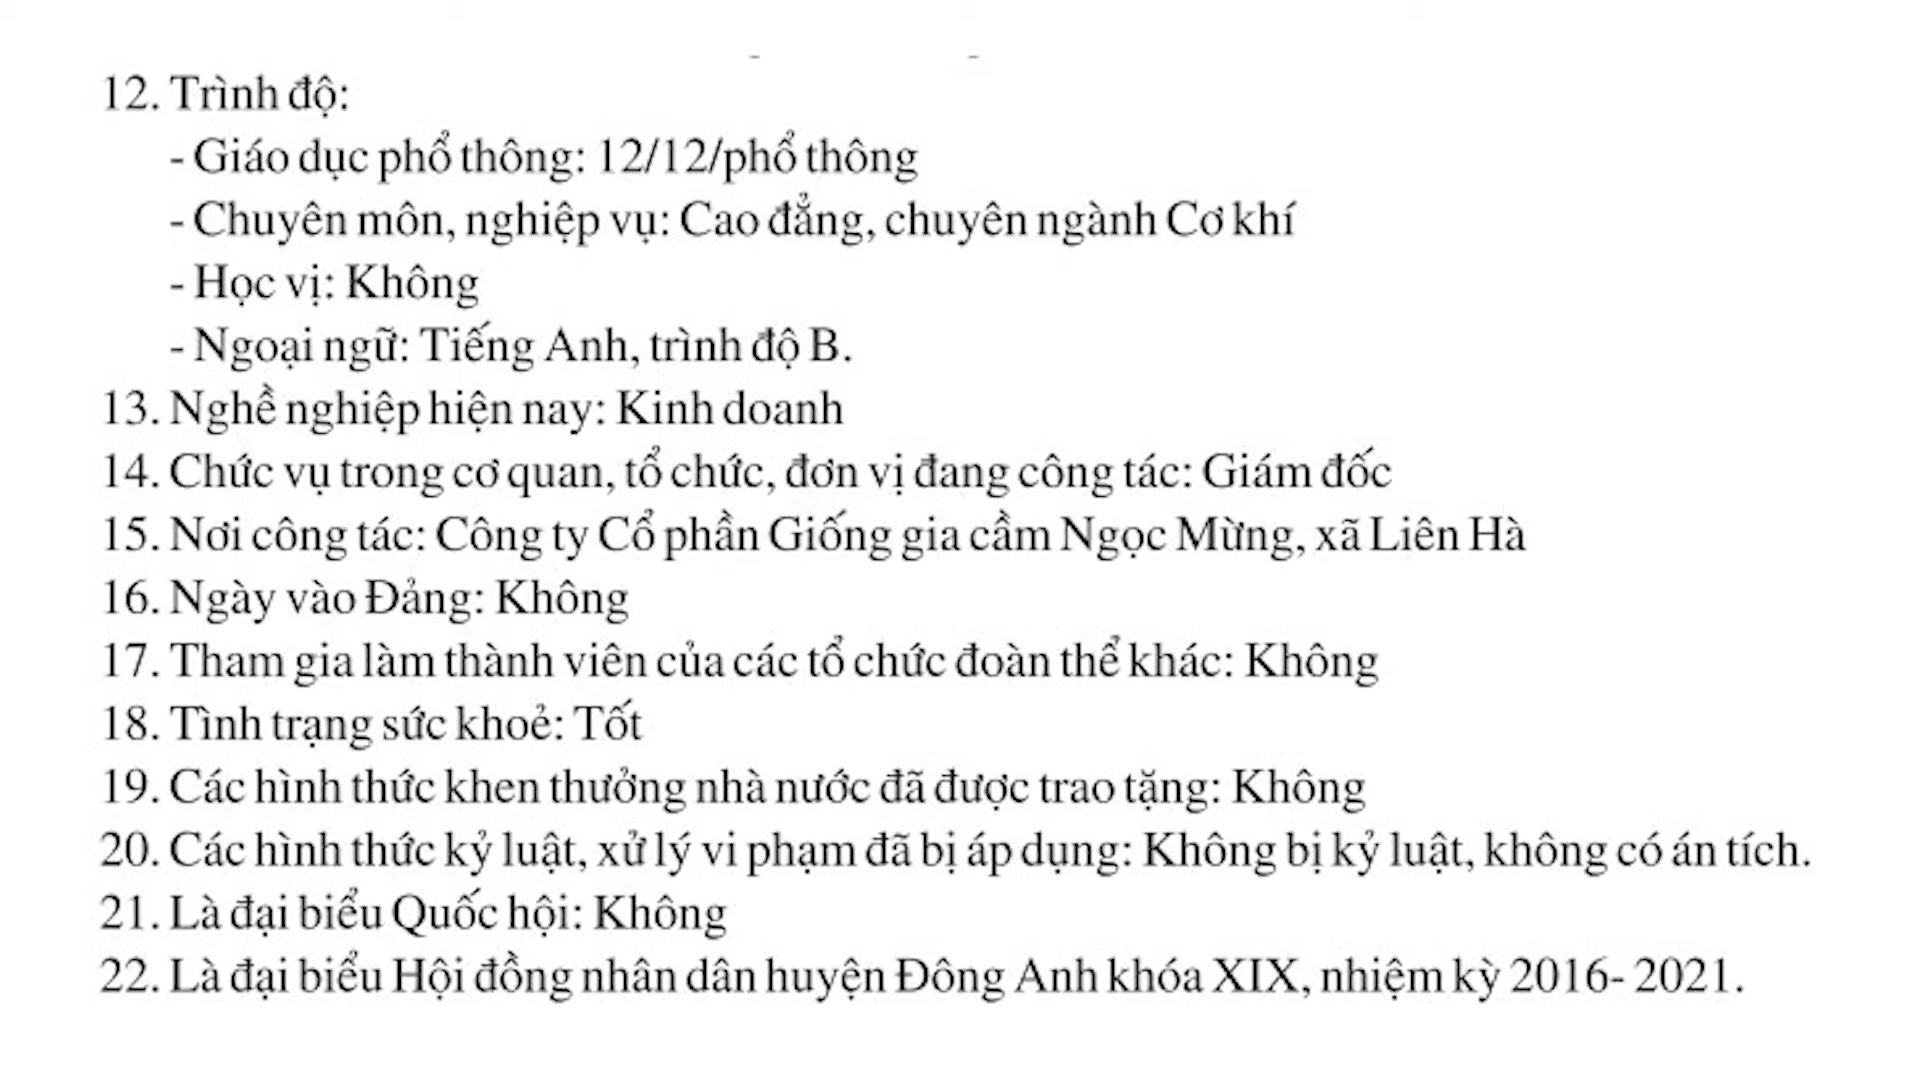 12. Trình độ:
- Giáo dục phổ thông: 12/12/phổ thông
- Chuyên môn, nghiệp vụ: Cao đẳng, chuyên ngành Cơ khí
- Học vị: Không
- Ngoại ngữ: Tiếng Anh, trình độ B.
13. Nghề nghiệp hiện nay: Kinh doanh
14. Chức vụ trong cơ quan, tổ chức, đơn vị đang công tác: Giám đốc
15. Nơi công tác: Công ty Cổ phần Giống gia cầm Ngọc Mừng, xã Liên Hà
16. Ngày vào Đảng: Không
17. Tham gia làm thành viên của các tổ chức đoàn thể khác: Không
18. Tình trạng sức khoẻ: Tốt
19. Các hình thức khen thưởng nhà nước đã được trao tặng: Không
20. Các hình thức kỷ luật, xử lý vi phạm đã bị áp dụng: Không bị kỷ luật, không có án tích.
21. Là đại biểu Quốc hội: Không
22. Là đại biểu Hội đồng nhân dân huyện Đông Anh khóa XIX, nhiệm kỳ 2016- 2021.